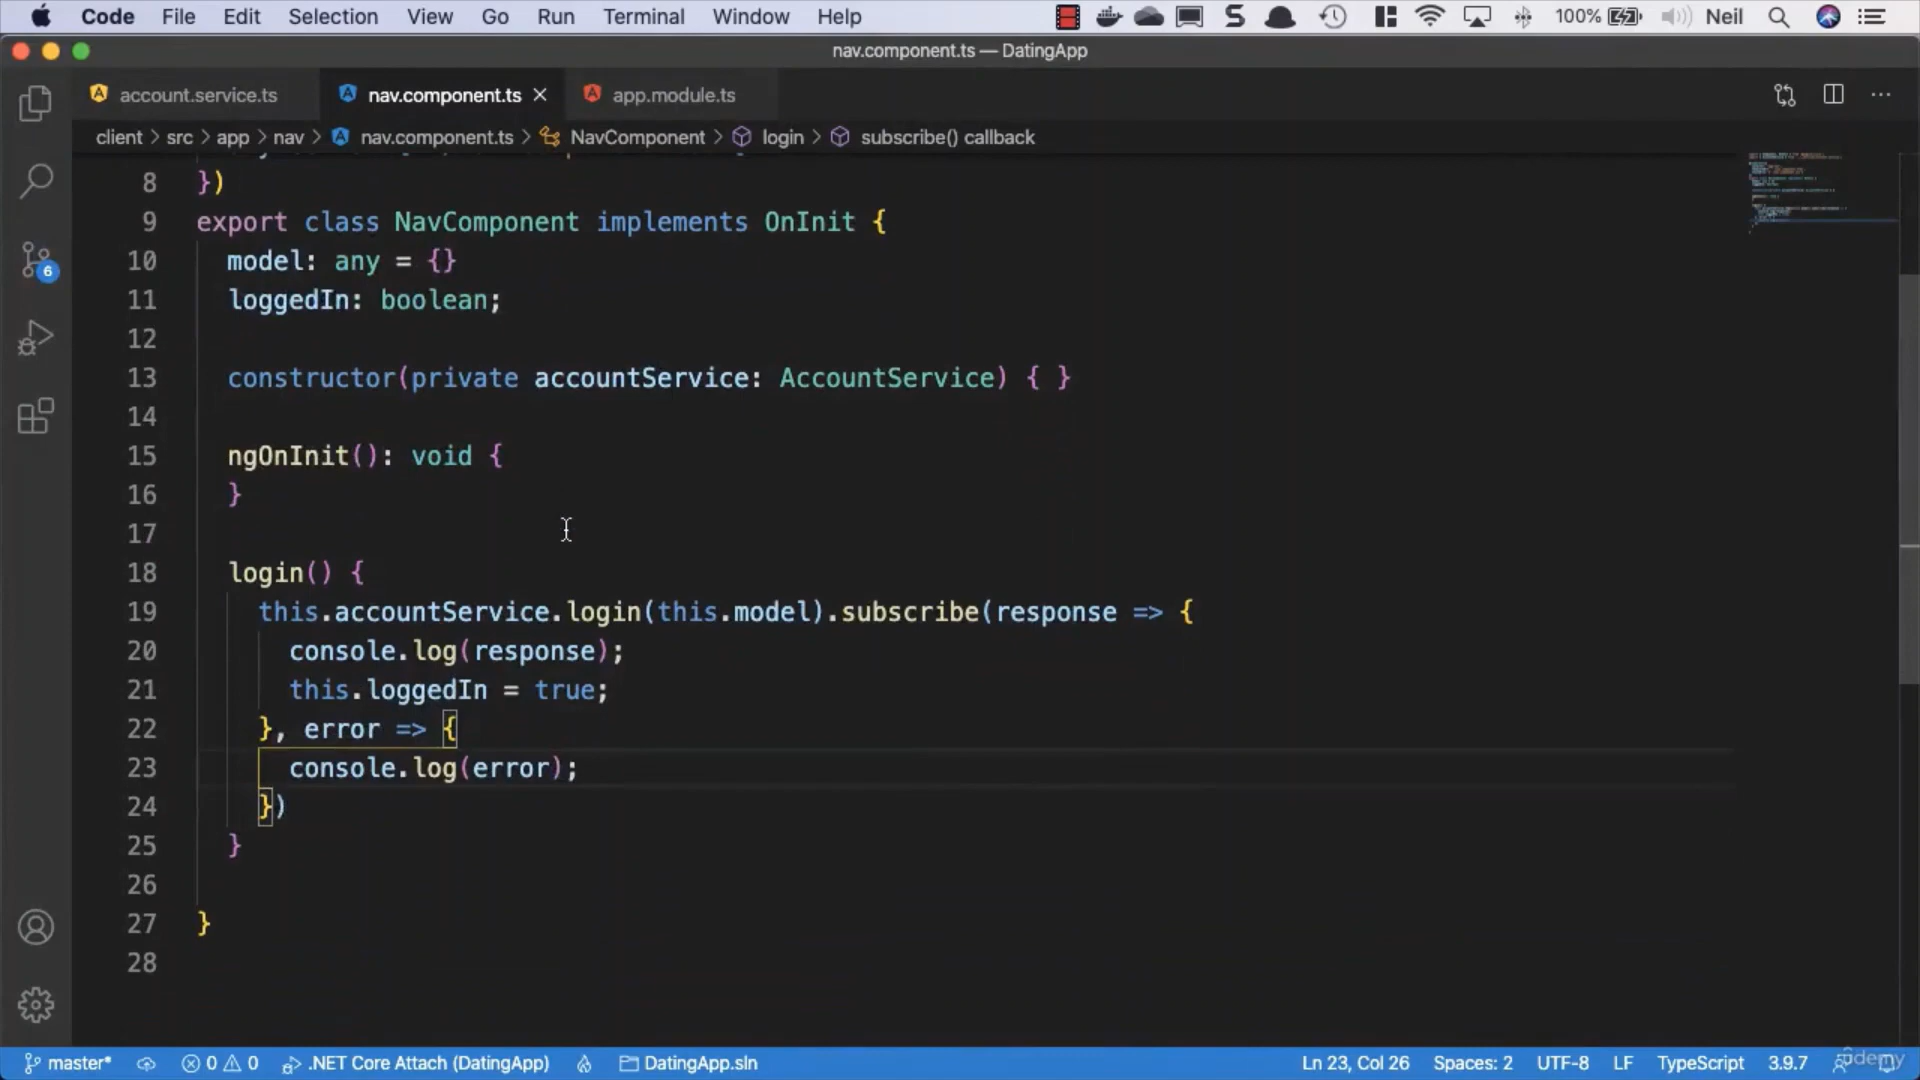 Code File Edit Selection View Go Run Terminal Window Help 100% Neil
nav.component.ts — DatingApp
account.service.ts nav.component.ts app.module.ts
client > src > app > nav > nav.component.ts > NavComponent > login > subscribe() callback
8 })
9 export class NavComponent implements OnInit {
10 model: any = {}
11 loggedIn: boolean;
12
13 constructor(private accountService: AccountService) { }
14
15 ngOnInit(): void {
16 }
17
18 login() {
19 this.accountService.login(this.model).subscribe(response => {
20 console.log(response);
21 this.loggedIn = true;
22 }, error => {
23 console.log(error);
24 })
25 }
26
27 }
28
6
master* 0 0 .NET Core Attach (DatingApp) DatingApp.sln Ln 23, Col 26 Spaces: 2 UTF-8 LF TypeScript 3.9.7
udemy